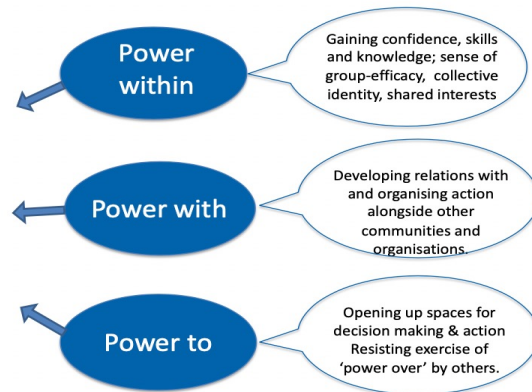 Power
within
Gaining confidence, skills
and knowledge; sense of
group-efficacy, collective
identity, shared interests
Power with
Developing relations with
and organising action
alongside other
communities and
organisations.
Power to
Opening up spaces for
decision making & action
Resisting exercise of
‘power over’ by others.